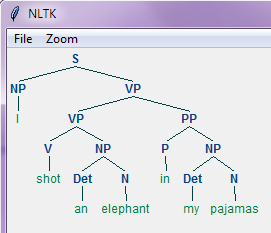 NLTK
File Zoom
S
NP VP
I VP PP
V NP P NP
shot Det N in Det N
an elephant my pajamas